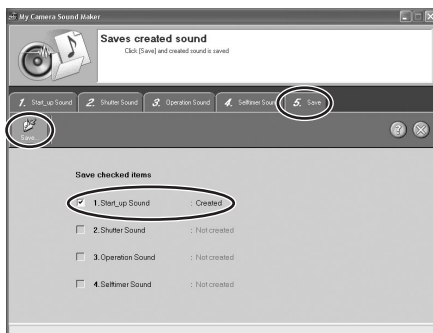 My Camera Sound Maker
Saves created sound
Click [Save] and created sound is saved
1. Start_up Sound 2. Shutter Sound 3. Operation Sound 4. Selftimer Sound 5. Save
Save...
Save checked items
1.Start_up Sound : Created
2.Shutter Sound : Not created
3.Operation Sound : Not created
4.Selftimer Sound : Not created